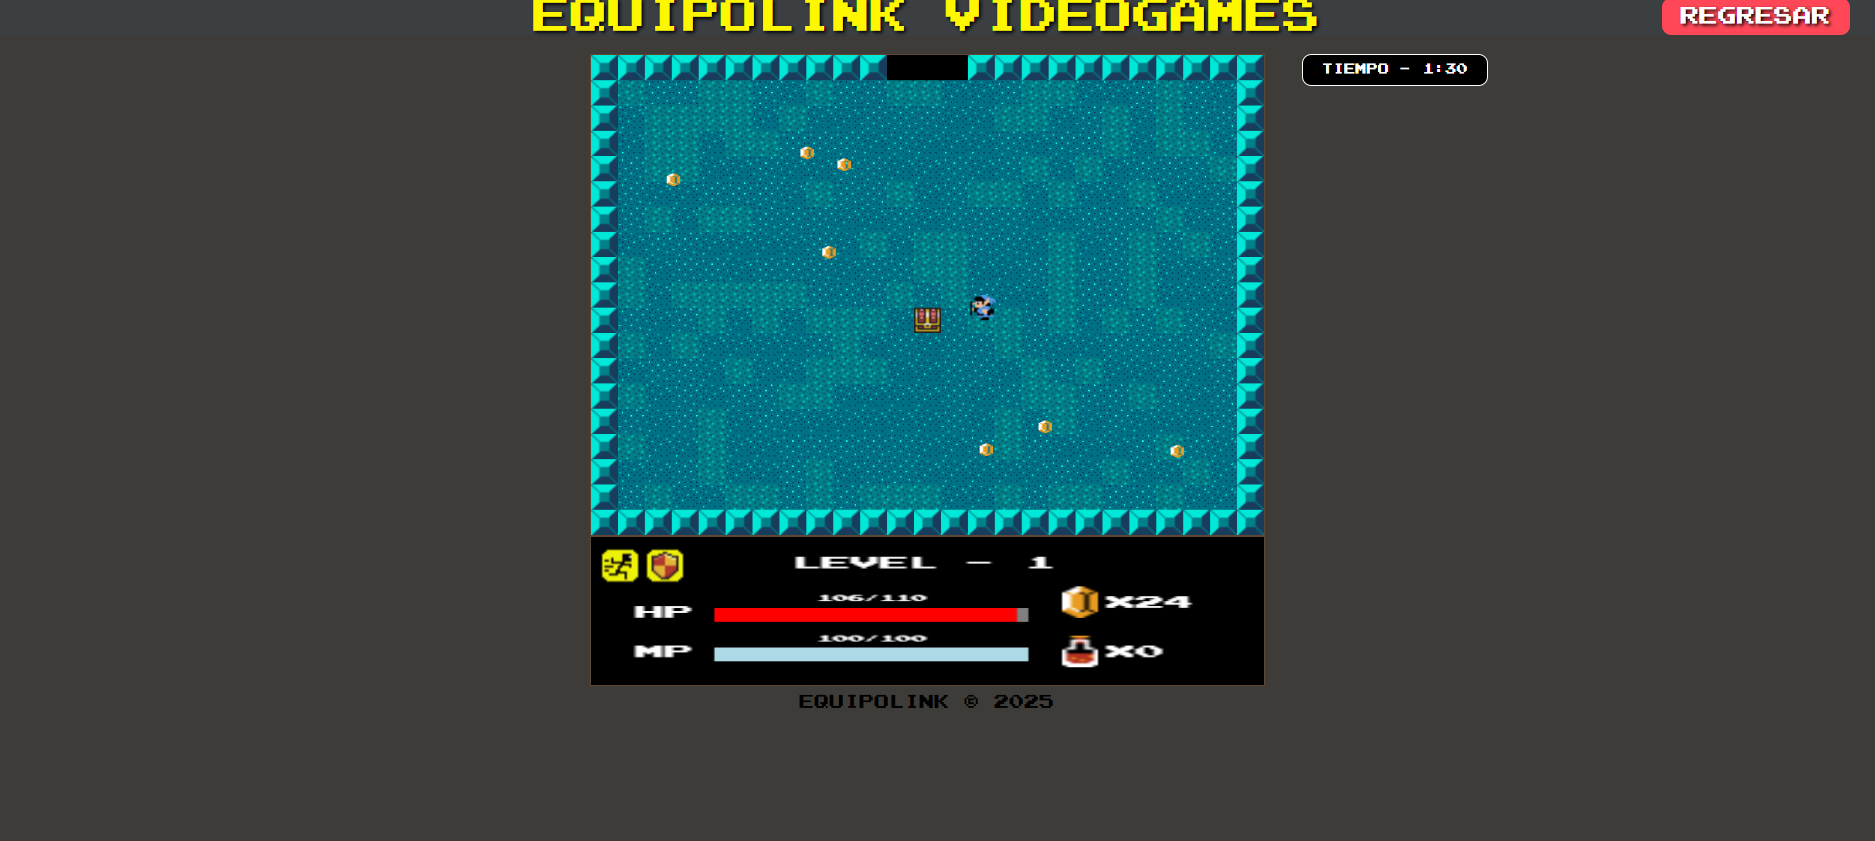 EQUIPOLINK VIDEOGAMES
REGRESAR
TIEMPO - 1:30
LEVEL - 1
106/110
HP
X24
100/100
MP
X0
EQUIPOLINK © 2025